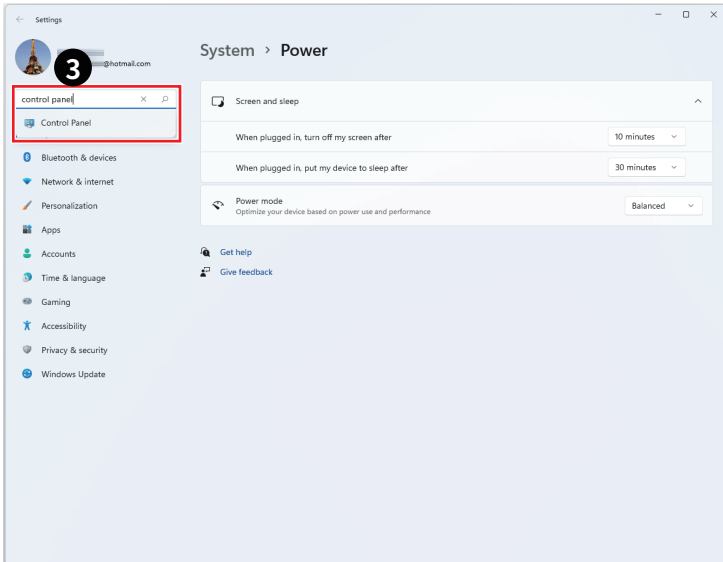 Settings
3
@hotmail.com
System > Power
control panel
Control Panel
Screen and sleep
When plugged in, turn off my screen after
10 minutes
When plugged in, put my device to sleep after
30 minutes
Power mode
Optimize your device based on power use and performance
Balanced
Get help
Give feedback
Bluetooth & devices
Network & internet
Personalization
Apps
Accounts
Time & language
Gaming
Accessibility
Privacy & security
Windows Update